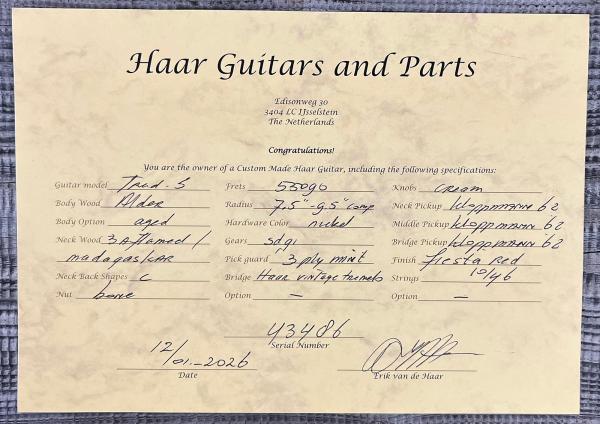 Haar Guitars and Parts
Edisonweg 30
3404 LC IJsselstein
The Netherlands
Congratulations!
You are the owner of a Custom Made Haar Guitar, including the following specifications:
Guitar model Trad-S Frets 55090 Knobs cream
Body Wood Alder Radius 7.5"-9.5" comp Neck Pickup kloppmann 62
Body Option aged Hardware Color nickel Middle Pickup kloppmann 62
Neck Wood 3A flamed / Gears sdgi Bridge Pickup kloppmann 62
madagaskar Pick guard 3 ply mint Finish fiesta Red
Neck Back Shapes C Bridge Haar vintage tremolo Strings 10/46
Nut bone Option — Option —
43486
Serial Number
12/01-2026
Date Erik van de Haar